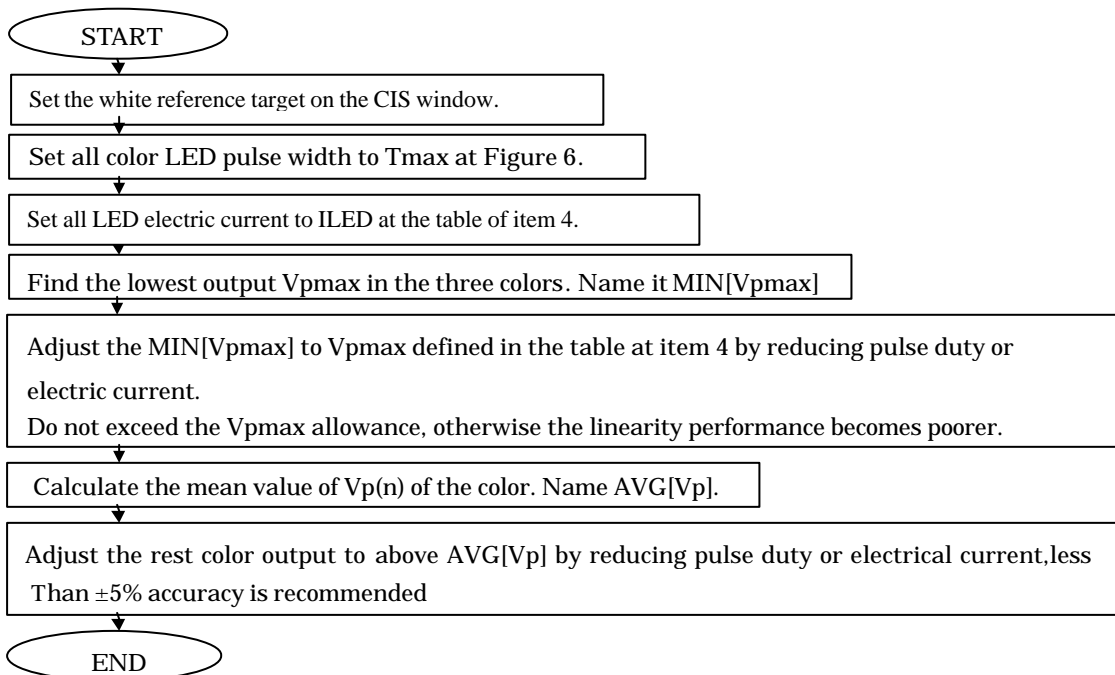 START
Set the white reference target on the CIS window.
Set all color LED pulse width to Tmax at Figure 6.
Set all LED electric current to ILED at the table of item 4.
Find the lowest output Vpmax in the three colors. Name it MIN[Vpmax]
Adjust the MIN[Vpmax] to Vpmax defined in the table at item 4 by reducing pulse duty or
electric current.
Do not exceed the Vpmax allowance, otherwise the linearity performance becomes poorer.
Calculate the mean value of Vp(n) of the color. Name AVG[Vp].
Adjust the rest color output to above AVG[Vp] by reducing pulse duty or electrical current,less
Than ±5% accuracy is recommended
END